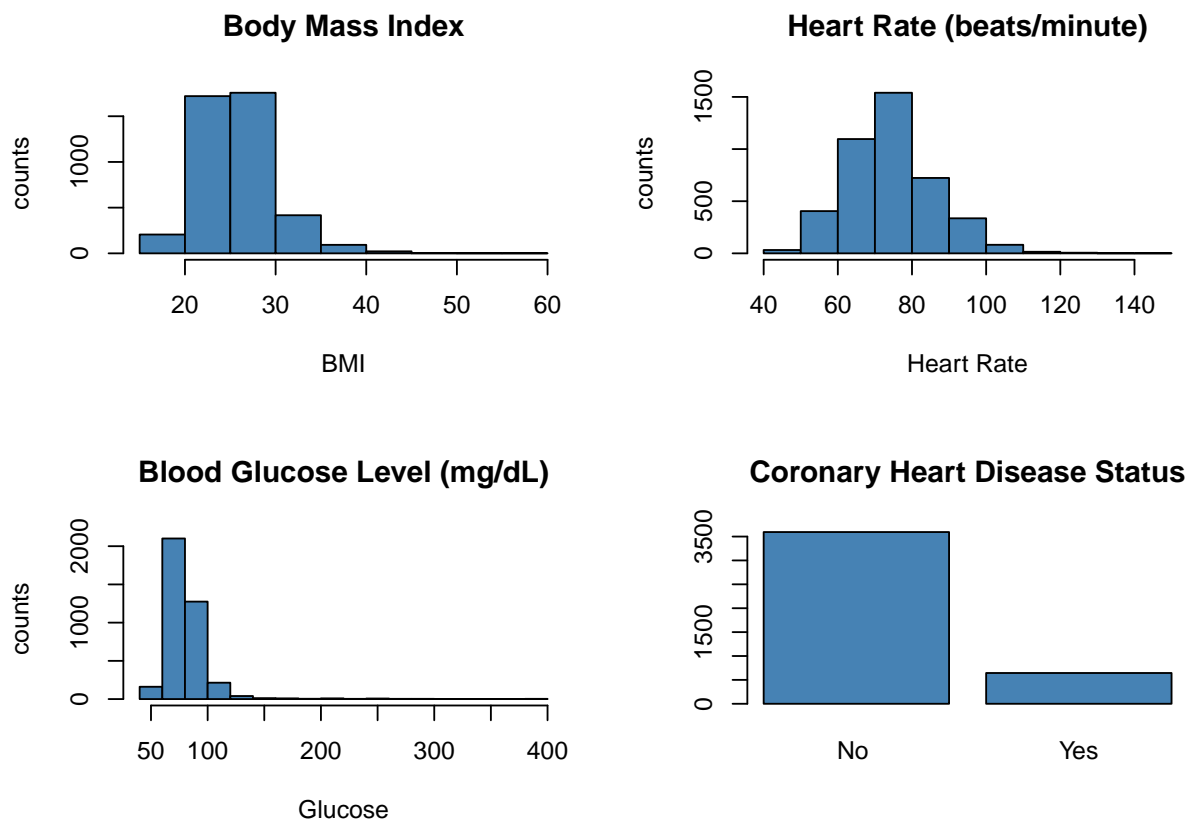 Body Mass Index
counts
0
1000
20
30
40
50
60
BMI
Heart Rate (beats/minute)
counts
0
500
1500
40
60
80
100
120
140
Heart Rate
Blood Glucose Level (mg/dL)
counts
0
1000
2000
50
100
200
300
400
Glucose
Coronary Heart Disease Status
0
1500
3500
No
Yes